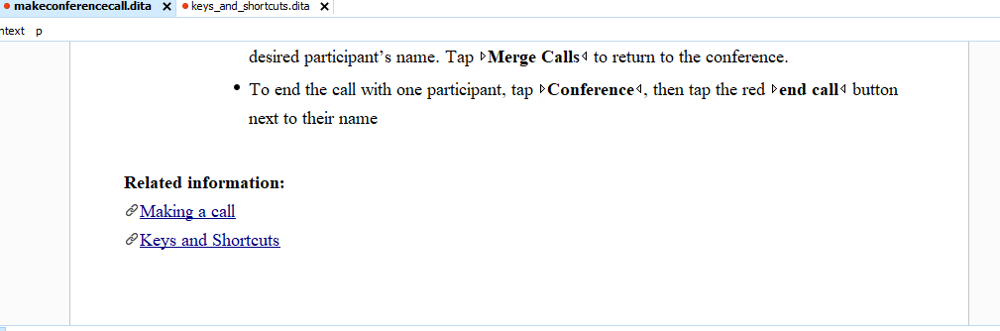 makeconferencecall.dita keys_and_shortcuts.dita
ntext p
desired participant’s name. Tap Merge Calls to return to the conference.
• To end the call with one participant, tap Conference, then tap the red end call button
next to their name
Related information:
Making a call
Keys and Shortcuts